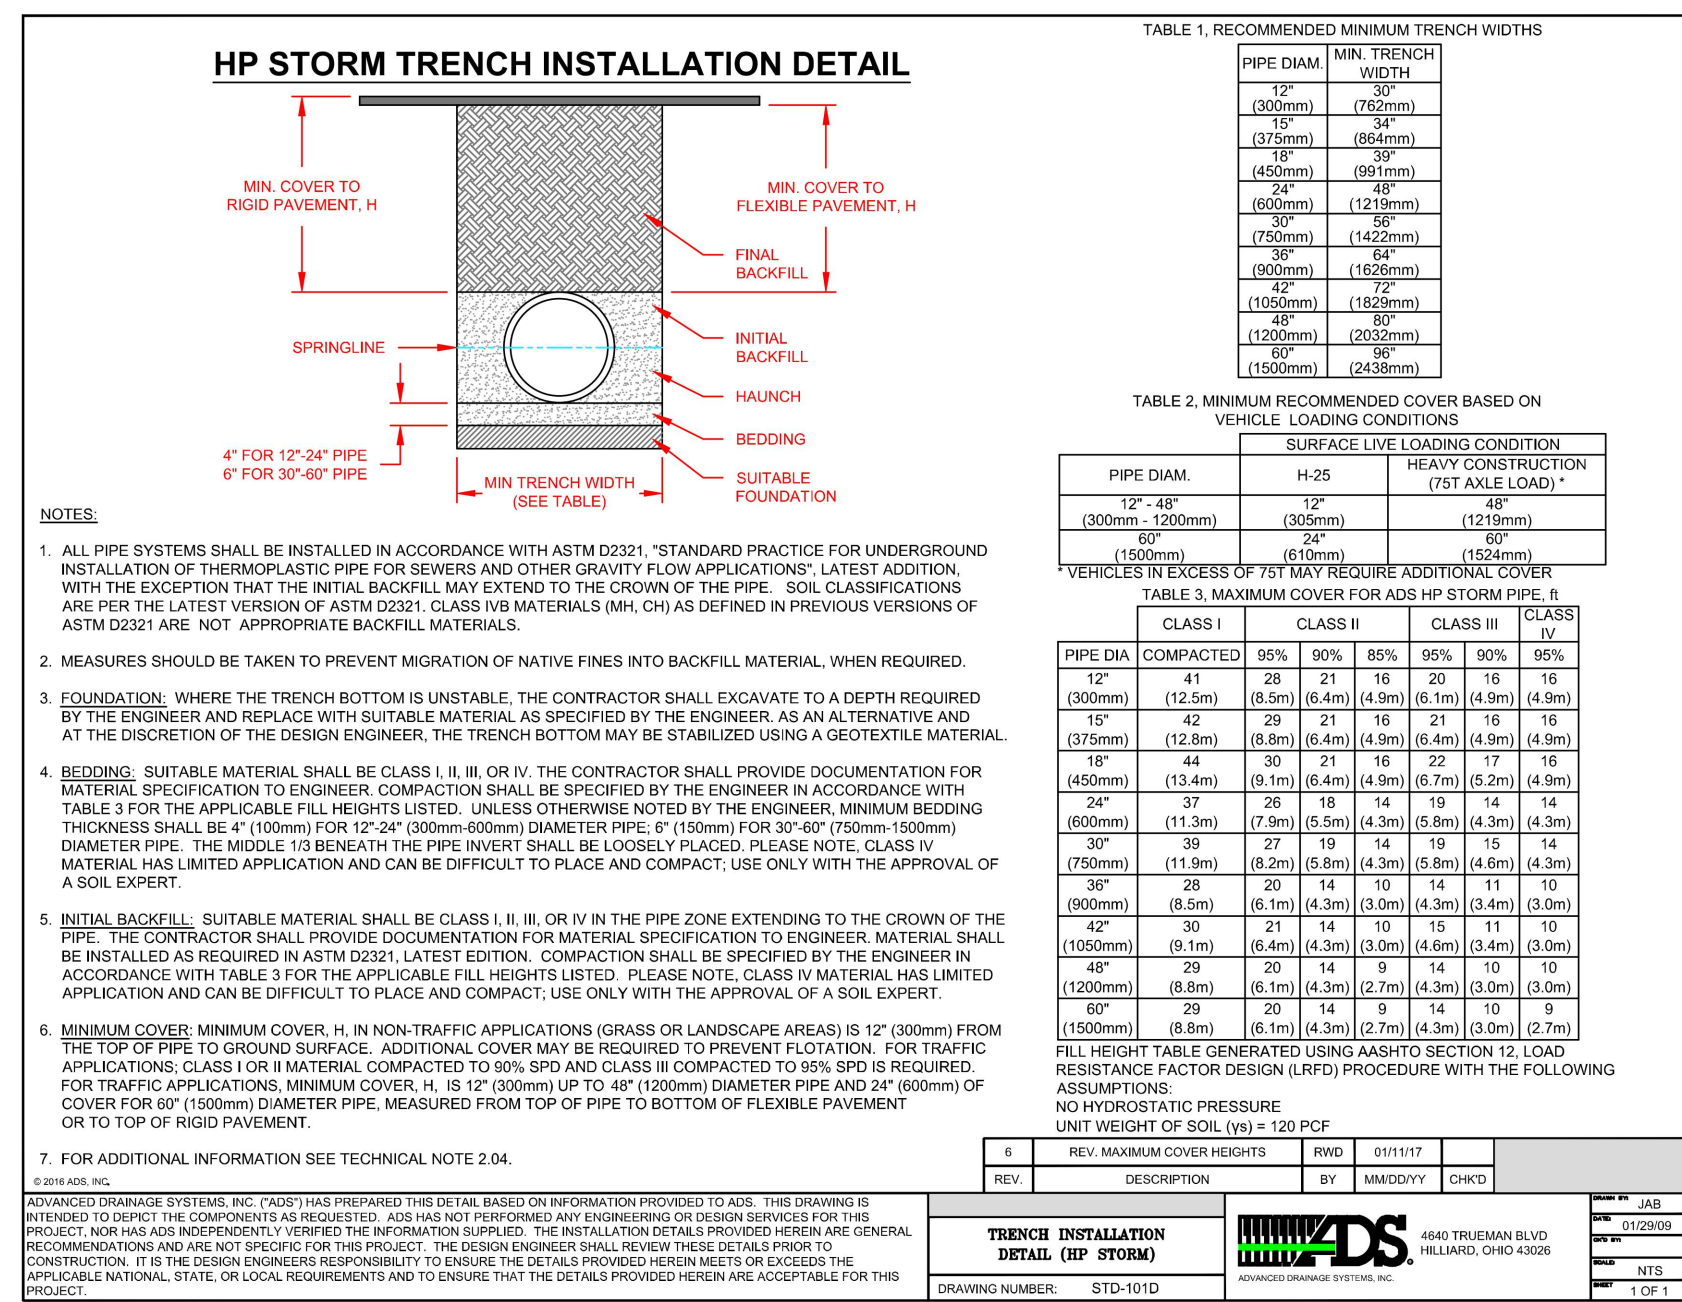 HP STORM TRENCH INSTALLATION DETAIL
MIN. COVER TO
RIGID PAVEMENT, H
MIN. COVER TO
FLEXIBLE PAVEMENT, H
FINAL
BACKFILL
SPRINGLINE
INITIAL
BACKFILL
HAUNCH
BEDDING
4" FOR 12"-24" PIPE
6" FOR 30"-60" PIPE
MIN TRENCH WIDTH
(SEE TABLE)
SUITABLE
FOUNDATION
NOTES:
1. ALL PIPE SYSTEMS SHALL BE INSTALLED IN ACCORDANCE WITH ASTM D2321, "STANDARD PRACTICE FOR UNDERGROUND
INSTALLATION OF THERMOPLASTIC PIPE FOR SEWERS AND OTHER GRAVITY FLOW APPLICATIONS", LATEST ADDITION,
WITH THE EXCEPTION THAT THE INITIAL BACKFILL MAY EXTEND TO THE CROWN OF THE PIPE. SOIL CLASSIFICATIONS
ARE PER THE LATEST VERSION OF ASTM D2321. CLASS IVB MATERIALS (MH, CH) AS DEFINED IN PREVIOUS VERSIONS OF
ASTM D2321 ARE NOT APPROPRIATE BACKFILL MATERIALS.
2. MEASURES SHOULD BE TAKEN TO PREVENT MIGRATION OF NATIVE FINES INTO BACKFILL MATERIAL, WHEN REQUIRED.
3. FOUNDATION: WHERE THE TRENCH BOTTOM IS UNSTABLE, THE CONTRACTOR SHALL EXCAVATE TO A DEPTH REQUIRED
BY THE ENGINEER AND REPLACE WITH SUITABLE MATERIAL AS SPECIFIED BY THE ENGINEER. AS AN ALTERNATIVE AND
AT THE DISCRETION OF THE DESIGN ENGINEER, THE TRENCH BOTTOM MAY BE STABILIZED USING A GEOTEXTILE MATERIAL.
4. BEDDING: SUITABLE MATERIAL SHALL BE CLASS I, II, III, OR IV. THE CONTRACTOR SHALL PROVIDE DOCUMENTATION FOR
MATERIAL SPECIFICATION TO ENGINEER. COMPACTION SHALL BE SPECIFIED BY THE ENGINEER IN ACCORDANCE WITH
TABLE 3 FOR THE APPLICABLE FILL HEIGHTS LISTED. UNLESS OTHERWISE NOTED BY THE ENGINEER, MINIMUM BEDDING
THICKNESS SHALL BE 4" (100mm) FOR 12"-24" (300mm-600mm) DIAMETER PIPE; 6" (150mm) FOR 30"-60" (750mm-1500mm)
DIAMETER PIPE. THE MIDDLE 1/3 BENEATH THE PIPE INVERT SHALL BE LOOSELY PLACED. PLEASE NOTE, CLASS IV
MATERIAL HAS LIMITED APPLICATION AND CAN BE DIFFICULT TO PLACE AND COMPACT; USE ONLY WITH THE APPROVAL OF
A SOIL EXPERT.
5. INITIAL BACKFILL: SUITABLE MATERIAL SHALL BE CLASS I, II, III, OR IV IN THE PIPE ZONE EXTENDING TO THE CROWN OF THE
PIPE. THE CONTRACTOR SHALL PROVIDE DOCUMENTATION FOR MATERIAL SPECIFICATION TO ENGINEER. MATERIAL SHALL
BE INSTALLED AS REQUIRED IN ASTM D2321, LATEST EDITION. COMPACTION SHALL BE SPECIFIED BY THE ENGINEER IN
ACCORDANCE WITH TABLE 3 FOR THE APPLICABLE FILL HEIGHTS LISTED. PLEASE NOTE, CLASS IV MATERIAL HAS LIMITED
APPLICATION AND CAN BE DIFFICULT TO PLACE AND COMPACT; USE ONLY WITH THE APPROVAL OF A SOIL EXPERT.
6. MINIMUM COVER: MINIMUM COVER, H, IN NON-TRAFFIC APPLICATIONS (GRASS OR LANDSCAPE AREAS) IS 12" (300mm) FROM
THE TOP OF PIPE TO GROUND SURFACE. ADDITIONAL COVER MAY BE REQUIRED TO PREVENT FLOTATION. FOR TRAFFIC
APPLICATIONS; CLASS I OR II MATERIAL COMPACTED TO 90% SPD AND CLASS III COMPACTED TO 95% SPD IS REQUIRED.
FOR TRAFFIC APPLICATIONS, MINIMUM COVER, H, IS 12" (300mm) UP TO 48" (1200mm) DIAMETER PIPE AND 24" (600mm) OF
COVER FOR 60" (1500mm) DIAMETER PIPE, MEASURED FROM TOP OF PIPE TO BOTTOM OF FLEXIBLE PAVEMENT
OR TO TOP OF RIGID PAVEMENT.
7. FOR ADDITIONAL INFORMATION SEE TECHNICAL NOTE 2.04.
© 2016 ADS, INC.
TABLE 1, RECOMMENDED MINIMUM TRENCH WIDTHS
PIPE DIAM. MIN. TRENCH
WIDTH
12" 30"
(300mm) (762mm)
15" 34"
(375mm) (864mm)
18" 39"
(450mm) (991mm)
24" 48"
(600mm) (1219mm)
30" 56"
(750mm) (1422mm)
36" 64"
(900mm) (1626mm)
42" 72"
(1050mm) (1829mm)
48" 80"
(1200mm) (2032mm)
60" 96"
(1500mm) (2438mm)
TABLE 2, MINIMUM RECOMMENDED COVER BASED ON
VEHICLE LOADING CONDITIONS
SURFACE LIVE LOADING CONDITION
PIPE DIAM. H-25 HEAVY CONSTRUCTION
(75T AXLE LOAD) *
12" - 48" 12" 48"
(300mm - 1200mm) (305mm) (1219mm)
60" 24" 60"
(1500mm) (610mm) (1524mm)
* VEHICLES IN EXCESS OF 75T MAY REQUIRE ADDITIONAL COVER
TABLE 3, MAXIMUM COVER FOR ADS HP STORM PIPE, ft
CLASS I CLASS II CLASS III CLASS
IV
PIPE DIA COMPACTED 95% 90% 85% 95% 90% 95%
12" 41 28 21 16 20 16 16
(300mm) (12.5m) (8.5m) (6.4m) (4.9m) (6.1m) (4.9m) (4.9m)
15" 42 29 21 16 21 16 16
(375mm) (12.8m) (8.8m) (6.4m) (4.9m) (6.4m) (4.9m) (4.9m)
18" 44 30 21 16 22 17 16
(450mm) (13.4m) (9.1m) (6.4m) (4.9m) (6.7m) (5.2m) (4.9m)
24" 37 26 18 14 19 14 14
(600mm) (11.3m) (7.9m) (5.5m) (4.3m) (5.8m) (4.3m) (4.3m)
30" 39 27 19 14 19 15 14
(750mm) (11.9m) (8.2m) (5.8m) (4.3m) (5.8m) (4.6m) (4.3m)
36" 28 20 14 10 14 11 10
(900mm) (8.5m) (6.1m) (4.3m) (3.0m) (4.3m) (3.4m) (3.0m)
42" 30 21 14 10 15 11 10
(1050mm) (9.1m) (6.4m) (4.3m) (3.0m) (4.6m) (3.4m) (3.0m)
48" 29 20 14 9 14 10 10
(1200mm) (8.8m) (6.1m) (4.3m) (2.7m) (4.3m) (3.0m) (3.0m)
60" 29 20 14 9 14 10 9
(1500mm) (8.8m) (6.1m) (4.3m) (2.7m) (4.3m) (3.0m) (2.7m)
FILL HEIGHT TABLE GENERATED USING AASHTO SECTION 12, LOAD
RESISTANCE FACTOR DESIGN (LRFD) PROCEDURE WITH THE FOLLOWING
ASSUMPTIONS:
NO HYDROSTATIC PRESSURE
UNIT WEIGHT OF SOIL (γs) = 120 PCF
6 REV. MAXIMUM COVER HEIGHTS RWD 01/11/17
REV. DESCRIPTION BY MM/DD/YY CHK'D
ADVANCED DRAINAGE SYSTEMS, INC. ("ADS") HAS PREPARED THIS DETAIL BASED ON INFORMATION PROVIDED TO ADS. THIS DRAWING IS
INTENDED TO DEPICT THE COMPONENTS AS REQUESTED. ADS HAS NOT PERFORMED ANY ENGINEERING OR DESIGN SERVICES FOR THIS
PROJECT, NOR HAS ADS INDEPENDENTLY VERIFIED THE INFORMATION SUPPLIED. THE INSTALLATION DETAILS PROVIDED HEREIN ARE GENERAL
RECOMMENDATIONS AND ARE NOT SPECIFIC FOR THIS PROJECT. THE DESIGN ENGINEER SHALL REVIEW THESE DETAILS PRIOR TO
CONSTRUCTION. IT IS THE DESIGN ENGINEERS RESPONSIBILITY TO ENSURE THE DETAILS PROVIDED HEREIN MEETS OR EXCEEDS THE
APPLICABLE NATIONAL, STATE, OR LOCAL REQUIREMENTS AND TO ENSURE THAT THE DETAILS PROVIDED HEREIN ARE ACCEPTABLE FOR THIS
PROJECT.
TRENCH INSTALLATION
DETAIL (HP STORM)
DRAWING NUMBER: STD-101D
ADS
ADVANCED DRAINAGE SYSTEMS, INC.
4640 TRUEMAN BLVD
HILLIARD, OHIO 43026
DRAWN BY: JAB
DATE: 01/29/09
CK'D BY:
SCALE: NTS
SHEET 1 OF 1